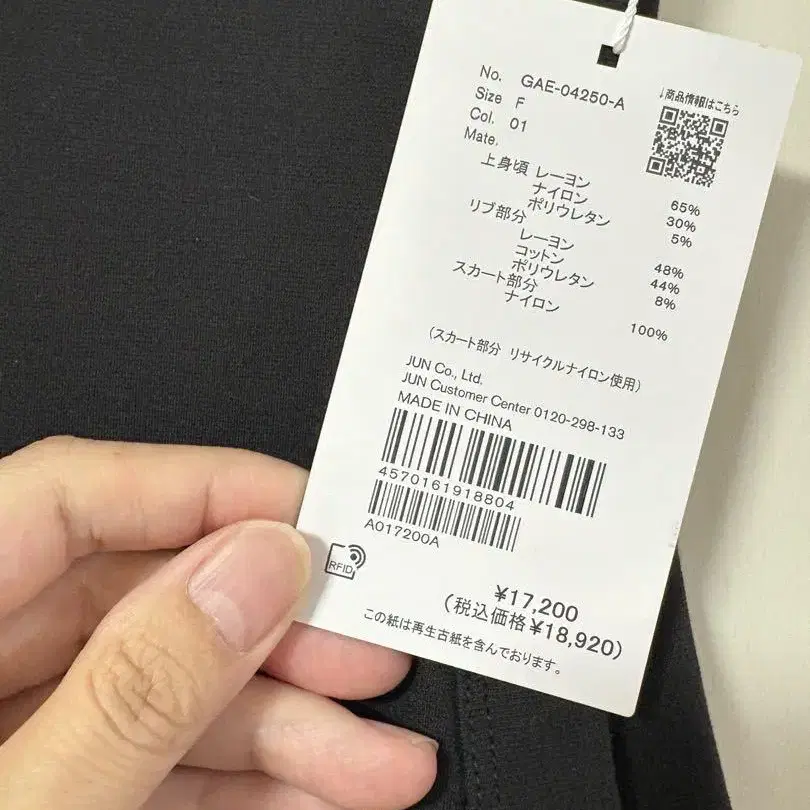 No. GAE-04250-A
Size F
Col. 01
Mate.
↓商品情報はこちら
上身頃 レーヨン 65%
ナイロン 30%
ポリウレタン 5%
リブ部分
レーヨン 48%
コットン 44%
ポリウレタン 8%
スカート部分
ナイロン 100%
(スカート部分 リサイクルナイロン使用)
JUN Co., Ltd.
JUN Customer Center 0120-298-133
MADE IN CHINA
4570161918804
A017200A
RFID
¥17,200
(税込価格¥18,920)
この紙は再生古紙を含んでおります。